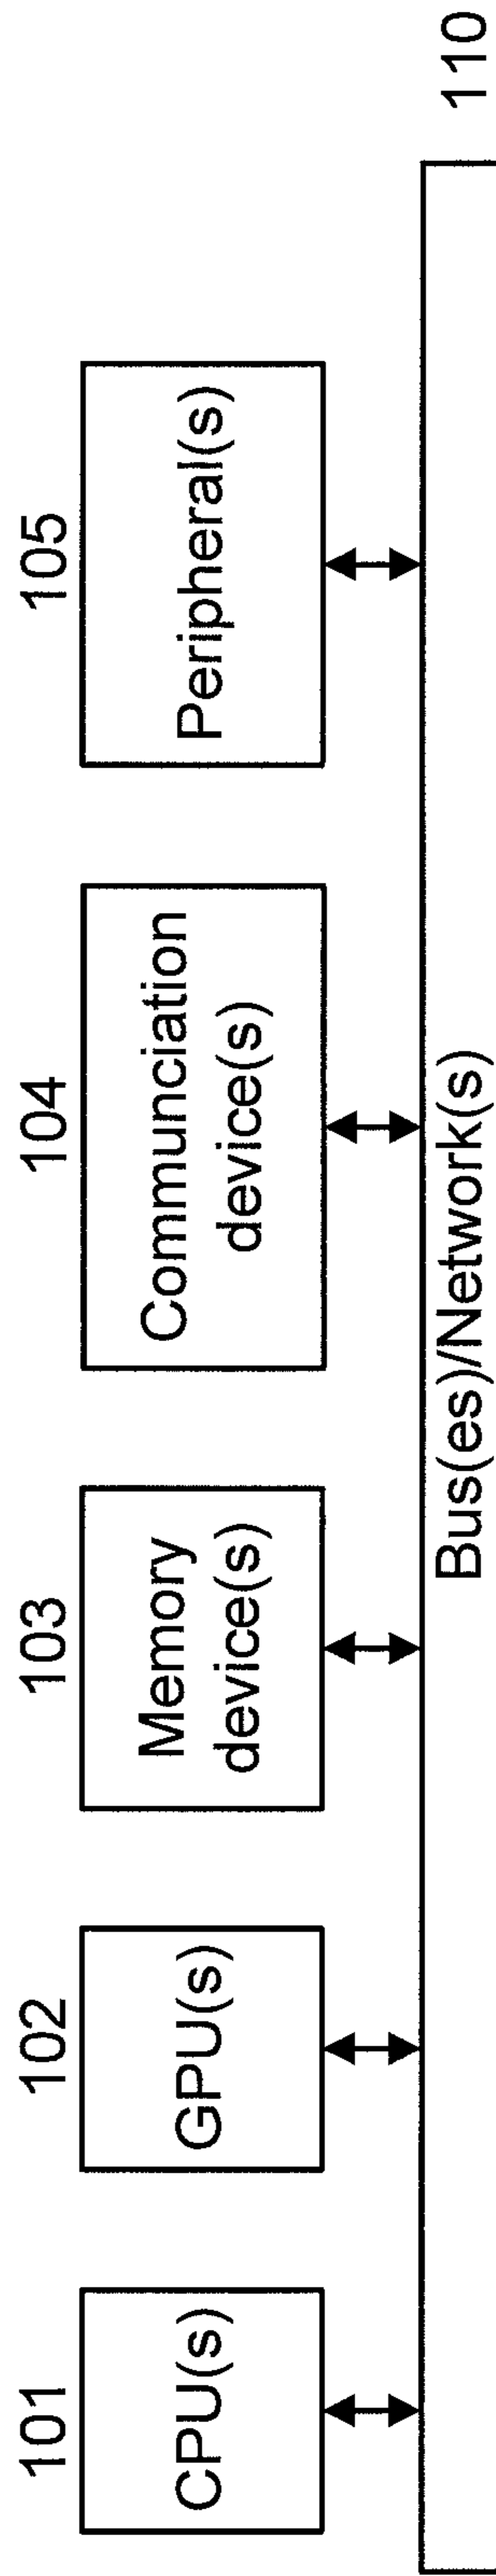 101
CPU(s)
102
GPU(s)
103
Memory
device(s)
104
Communciation
device(s)
105
Peripheral(s)
Bus(es)/Network(s)
110